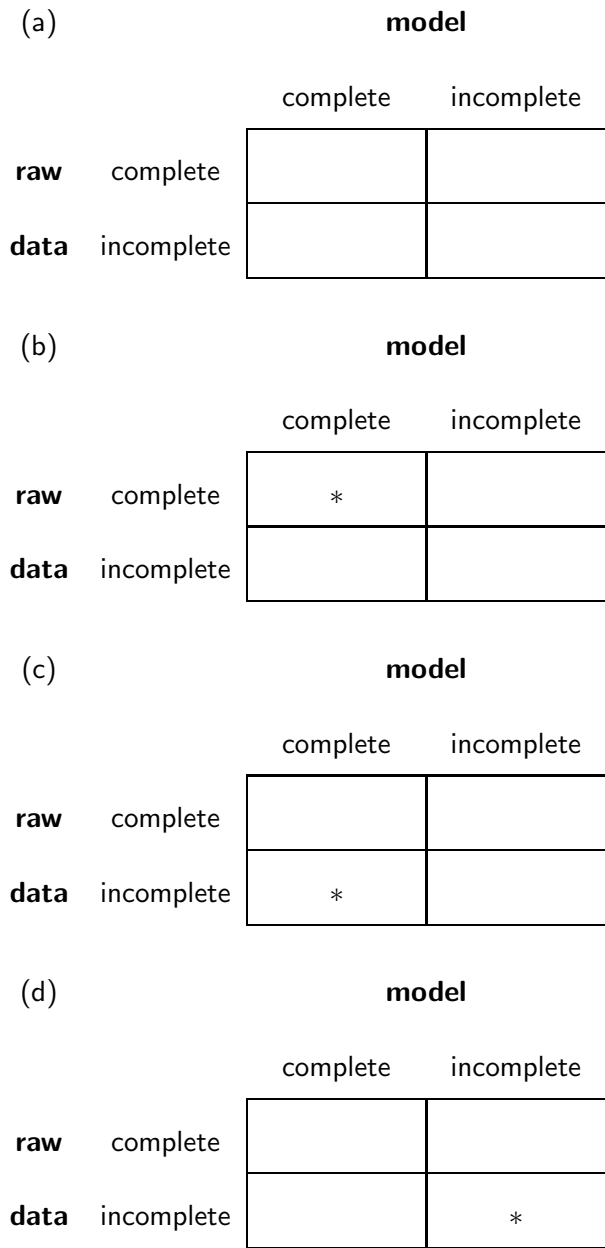 (a) model
complete incomplete
raw complete
data incomplete
(b) model
complete incomplete
raw complete *
data incomplete
(c) model
complete incomplete
raw complete
data incomplete *
(d) model
complete incomplete
raw complete
data incomplete *